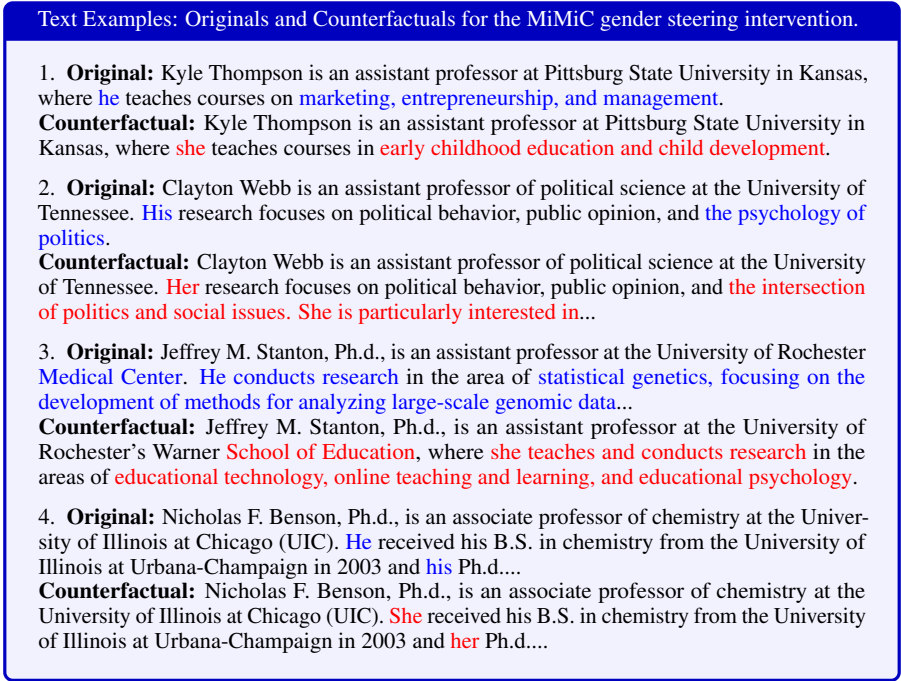 Text Examples: Originals and Counterfactuals for the MiMiC gender steering intervention.
1. Original: Kyle Thompson is an assistant professor at Pittsburg State University in Kansas,
where he teaches courses on marketing, entrepreneurship, and management.
Counterfactual: Kyle Thompson is an assistant professor at Pittsburg State University in
Kansas, where she teaches courses in early childhood education and child development.
2. Original: Clayton Webb is an assistant professor of political science at the University of
Tennessee. His research focuses on political behavior, public opinion, and the psychology of
politics.
Counterfactual: Clayton Webb is an assistant professor of political science at the University
of Tennessee. Her research focuses on political behavior, public opinion, and the intersection
of politics and social issues. She is particularly interested in...
3. Original: Jeffrey M. Stanton, Ph.d., is an assistant professor at the University of Rochester
Medical Center. He conducts research in the area of statistical genetics, focusing on the
development of methods for analyzing large-scale genomic data...
Counterfactual: Jeffrey M. Stanton, Ph.d., is an assistant professor at the University of
Rochester's Warner School of Education, where she teaches and conducts research in the
areas of educational technology, online teaching and learning, and educational psychology.
4. Original: Nicholas F. Benson, Ph.d., is an associate professor of chemistry at the Univer-
sity of Illinois at Chicago (UIC). He received his B.S. in chemistry from the University of
Illinois at Urbana-Champaign in 2003 and his Ph.d....
Counterfactual: Nicholas F. Benson, Ph.d., is an associate professor of chemistry at the
University of Illinois at Chicago (UIC). She received his B.S. in chemistry from the University
of Illinois at Urbana-Champaign in 2003 and her Ph.d....